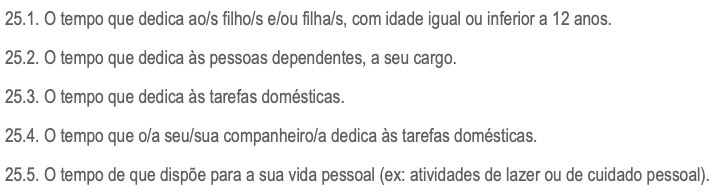 25.1. O tempo que dedica ao/s filho/s e/ou filha/s, com idade igual ou inferior a 12 anos.
25.2. O tempo que dedica às pessoas dependentes, a seu cargo.
25.3. O tempo que dedica às tarefas domésticas.
25.4. O tempo que o/a seu/sua companheiro/a dedica às tarefas domésticas.
25.5. O tempo de que dispõe para a sua vida pessoal (ex: atividades de lazer ou de cuidado pessoal).